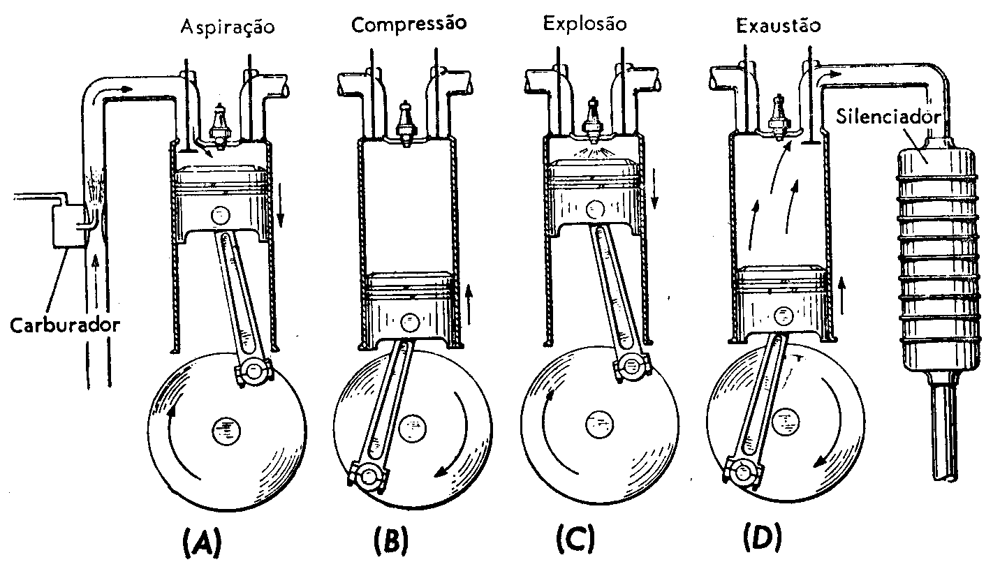 Aspiração
Compressão
Explosão
Exaustão
Silenciador
Carburador
(A)
(B)
(C)
(D)